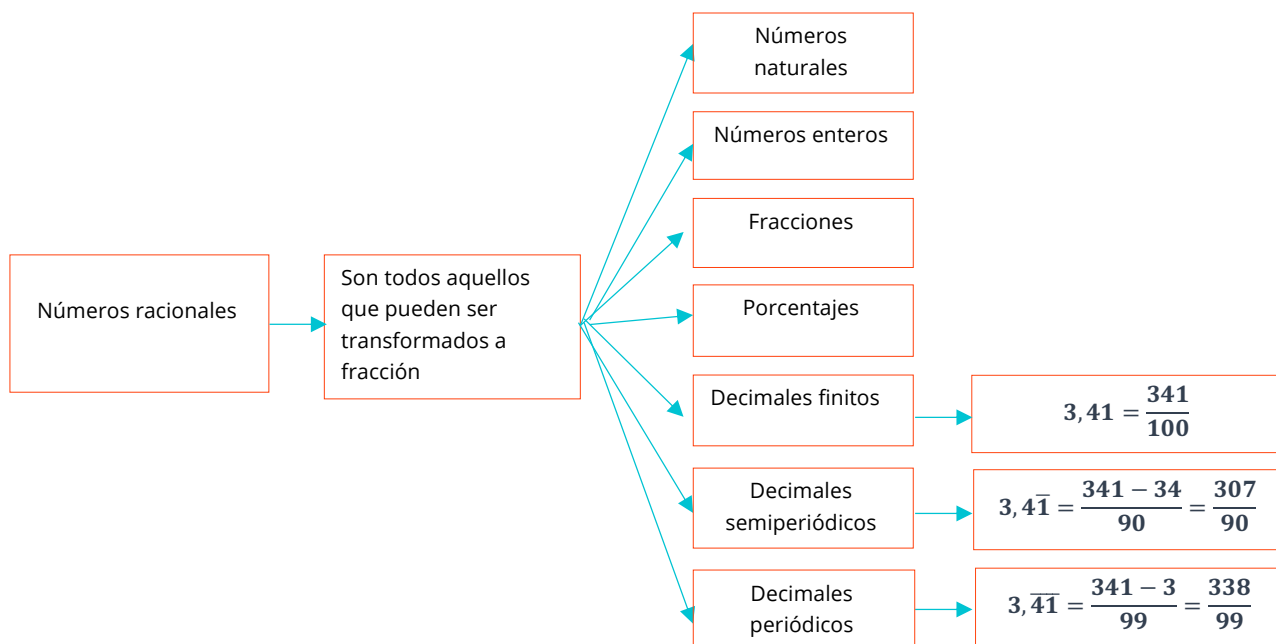 Números racionales
Son todos aquellos
que pueden ser
transformados a
fracción
Números
naturales
Números enteros
Fracciones
Porcentajes
Decimales finitos
3,41 = 341/100
Decimales
semiperiódicos
3,41̅ = (341 − 34)/90 = 307/90
Decimales
periódicos
3,4̅1̅ = (341 − 3)/99 = 338/99